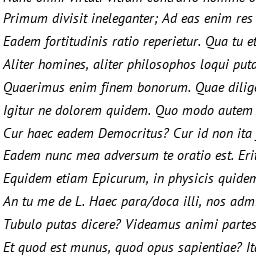 Primum divisit ineleganter; Ad eas enim res
Eadem fortitudinis ratio reperietur. Qua tu et
Aliter homines, aliter philosophos loqui puta
Quaerimus enim finem bonorum. Quae dilig
Igitur ne dolorem quidem. Quo modo autem
Cur haec eadem Democritus? Cur id non ita
Eadem nunc mea adversum te oratio est. Erit
Equidem etiam Epicurum, in physicis quidem
An tu me de L. Haec para/doca illi, nos adm
Tubulo putas dicere? Videamus animi partes
Et quod est munus, quod opus sapientiae? Ita